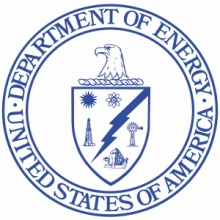 · DEPARTMENT OF ENERGY ·
UNITED STATES OF AMERICA